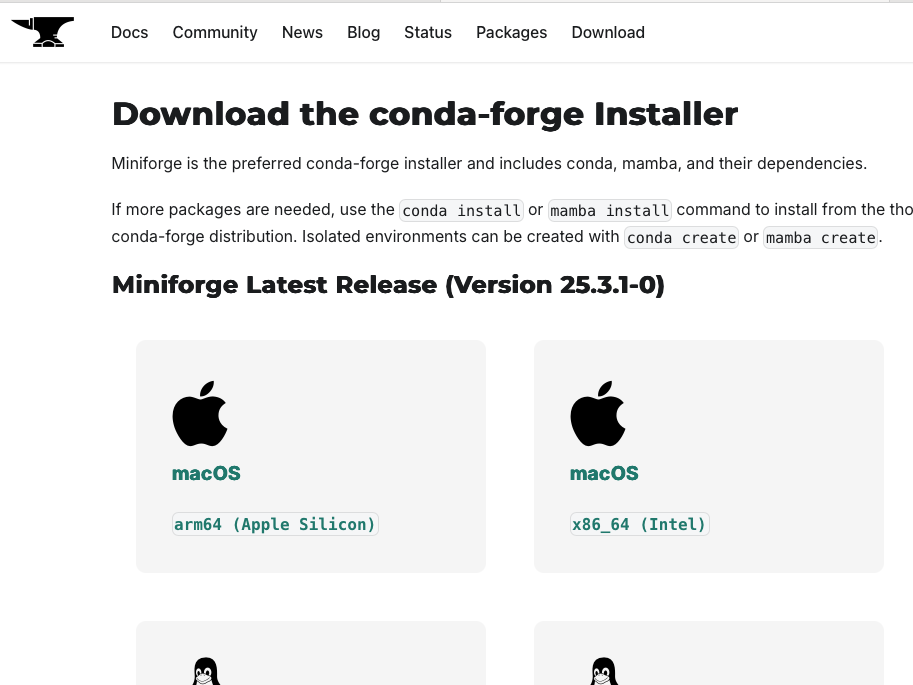 Docs Community News Blog Status Packages Download
Download the conda-forge Installer
Miniforge is the preferred conda-forge installer and includes conda, mamba, and their dependencies.
If more packages are needed, use the conda install or mamba install command to install from the
conda-forge distribution. Isolated environments can be created with conda create or mamba create.
Miniforge Latest Release (Version 25.3.1-0)
macOS
arm64 (Apple Silicon)
macOS
x86_64 (Intel)